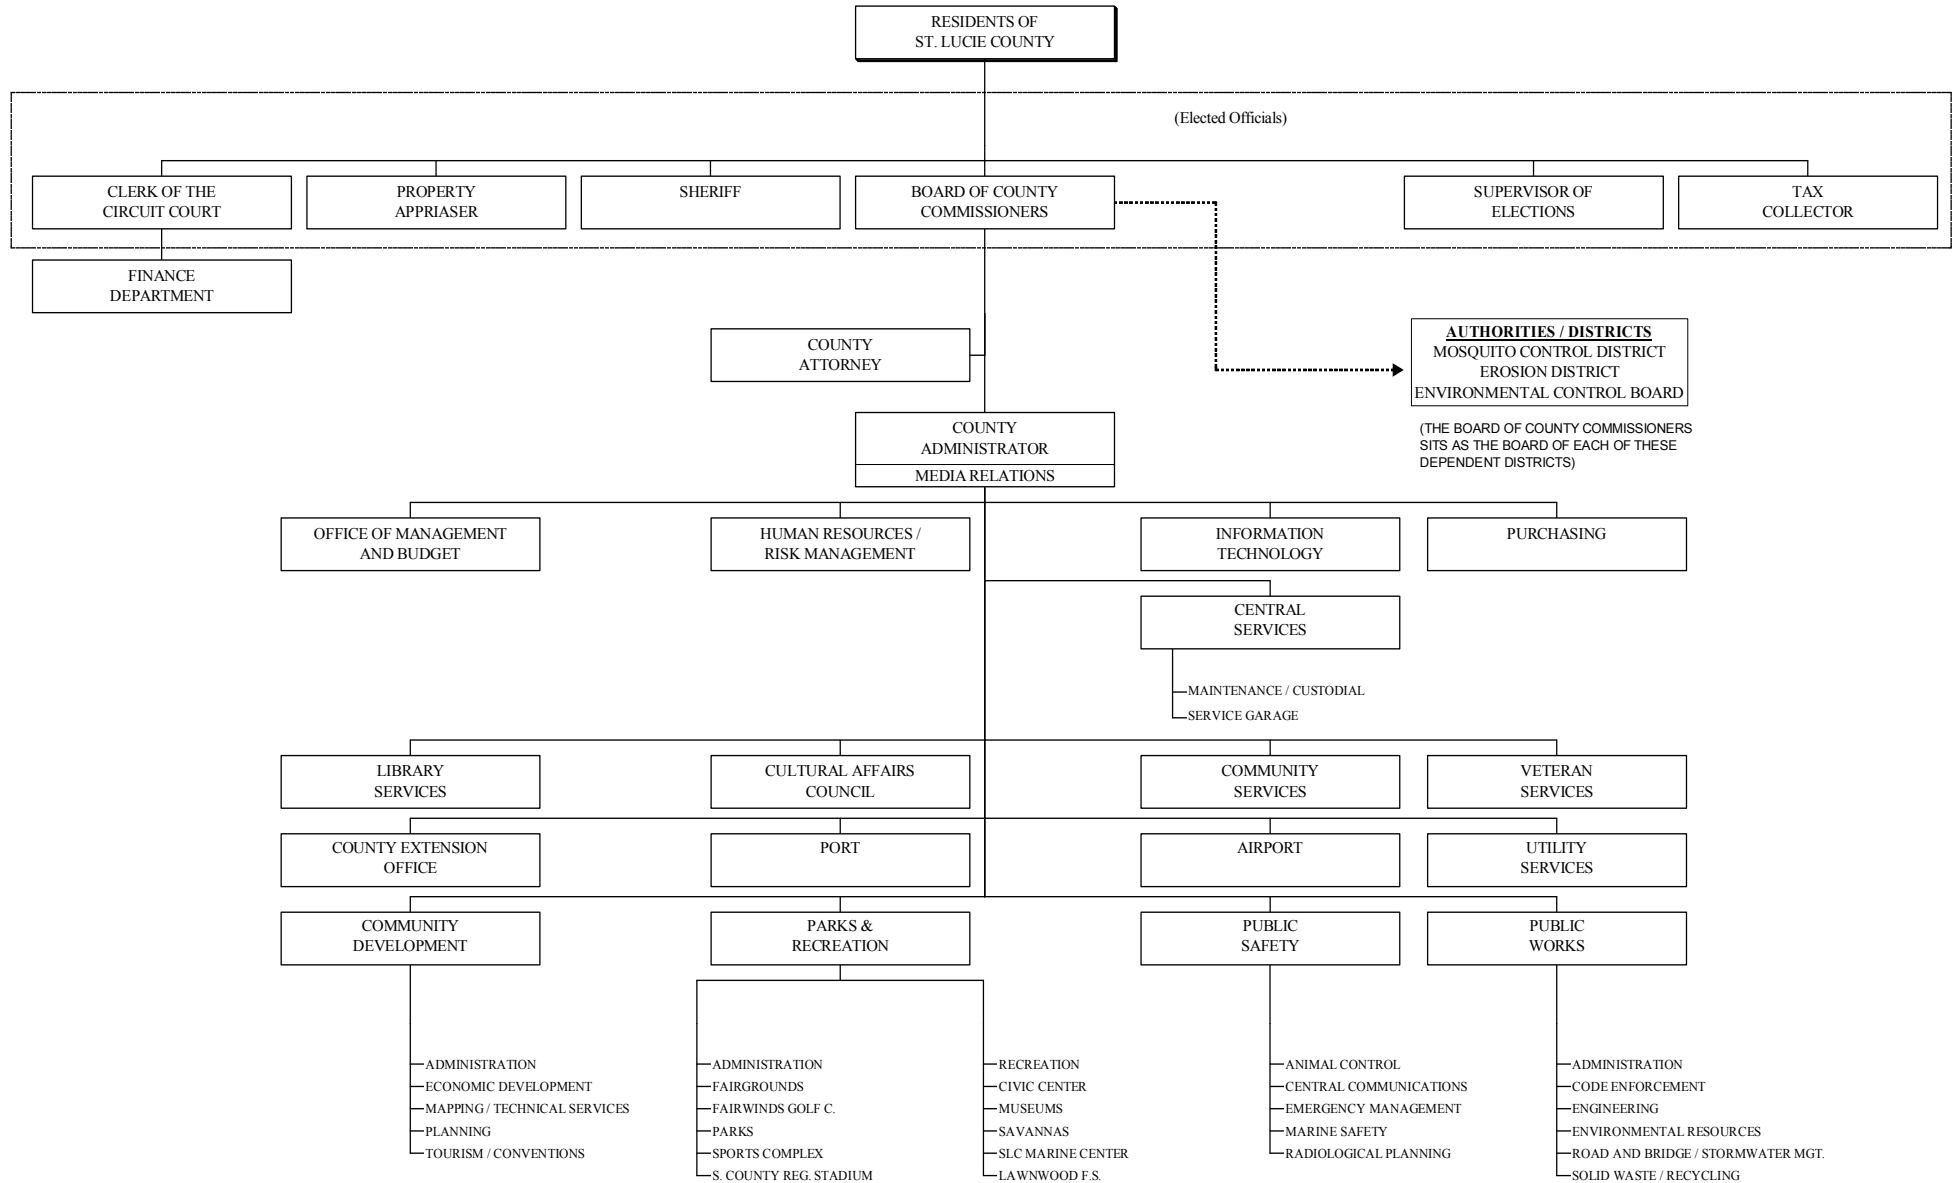 RESIDENTS OF
ST. LUCIE COUNTY
(Elected Officials)
CLERK OF THE
CIRCUIT COURT
PROPERTY
APPRIASER
SHERIFF
BOARD OF COUNTY
COMMISSIONERS
SUPERVISOR OF
ELECTIONS
TAX
COLLECTOR
FINANCE
DEPARTMENT
COUNTY
ATTORNEY
AUTHORITIES / DISTRICTS
MOSQUITO CONTROL DISTRICT
EROSION DISTRICT
ENVIRONMENTAL CONTROL BOARD
(THE BOARD OF COUNTY COMMISSIONERS
SITS AS THE BOARD OF EACH OF THESE
DEPENDENT DISTRICTS)
COUNTY
ADMINISTRATOR
MEDIA RELATIONS
OFFICE OF MANAGEMENT
AND BUDGET
HUMAN RESOURCES /
RISK MANAGEMENT
INFORMATION
TECHNOLOGY
PURCHASING
CENTRAL
SERVICES
MAINTENANCE / CUSTODIAL
SERVICE GARAGE
LIBRARY
SERVICES
CULTURAL AFFAIRS
COUNCIL
COMMUNITY
SERVICES
VETERAN
SERVICES
COUNTY EXTENSION
OFFICE
PORT
AIRPORT
UTILITY
SERVICES
COMMUNITY
DEVELOPMENT
PARKS &
RECREATION
PUBLIC
SAFETY
PUBLIC
WORKS
ADMINISTRATION
ECONOMIC DEVELOPMENT
MAPPING / TECHNICAL SERVICES
PLANNING
TOURISM / CONVENTIONS
ADMINISTRATION
FAIRGROUNDS
FAIRWINDS GOLF C.
PARKS
SPORTS COMPLEX
S. COUNTY REG. STADIUM
RECREATION
CIVIC CENTER
MUSEUMS
SAVANNAS
SLC MARINE CENTER
LAWNWOOD F.S.
ANIMAL CONTROL
CENTRAL COMMUNICATIONS
EMERGENCY MANAGEMENT
MARINE SAFETY
RADIOLOGICAL PLANNING
ADMINISTRATION
CODE ENFORCEMENT
ENGINEERING
ENVIRONMENTAL RESOURCES
ROAD AND BRIDGE / STORMWATER MGT.
SOLID WASTE / RECYCLING